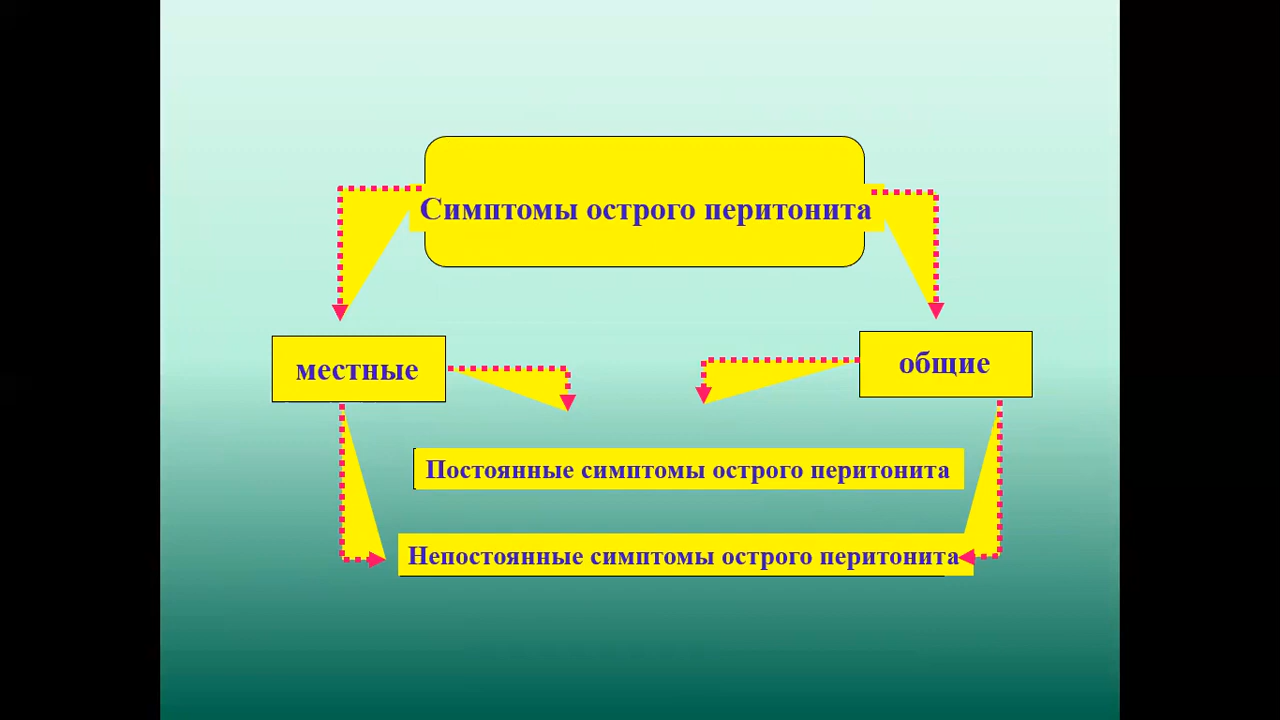 Симптомы острого перитонита
местные
общие
Постоянные симптомы острого перитонита
Непостоянные симптомы острого перитонита